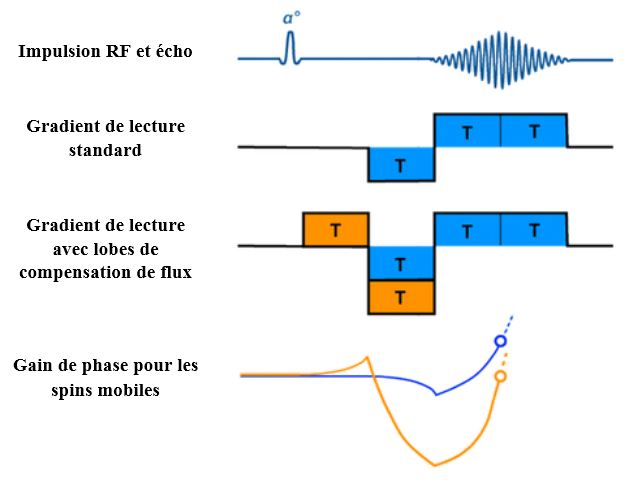 α°
Impulsion RF et écho
Gradient de lecture
standard
T T
T
Gradient de lecture
avec lobes de
compensation de flux
T T T
T
T
Gain de phase pour les
spins mobiles